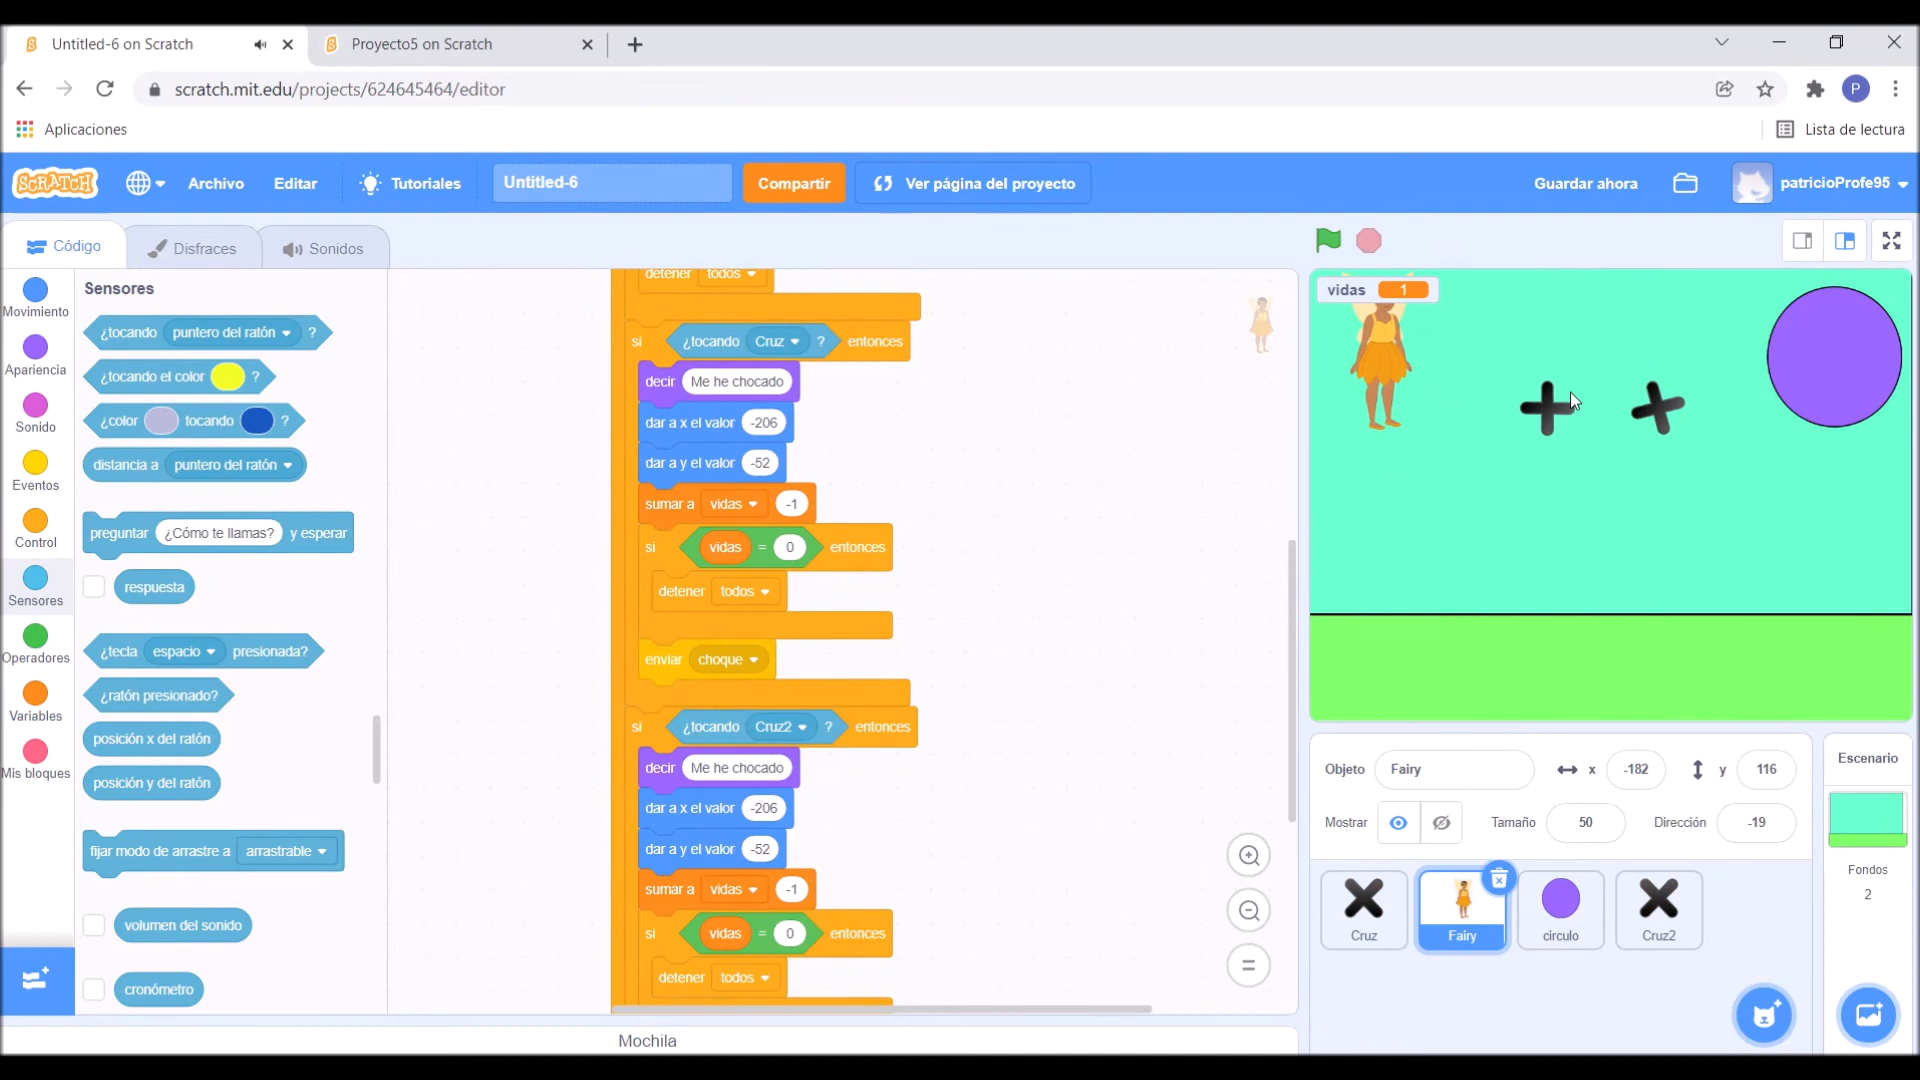 Untitled-6 on Scratch
Proyecto5 on Scratch
scratch.mit.edu/projects/624645464/editor
P
Aplicaciones
Lista de lectura
SCRATCH
Archivo
Editar
Tutoriales
Untitled-6
Compartir
Ver página del proyecto
Guardar ahora
patricioProfe95
Código
Disfraces
Sonidos
Movimiento
Apariencia
Sonido
Eventos
Control
Sensores
Operadores
Variables
Mis bloques
Sensores
¿tocando puntero del ratón ?
¿tocando el color ?
¿color tocando ?
distancia a puntero del ratón
preguntar ¿Cómo te llamas? y esperar
respuesta
¿tecla espacio presionada?
¿ratón presionado?
posición x del ratón
posición y del ratón
fijar modo de arrastre a arrastrable
volumen del sonido
cronómetro
detener todos
si ¿tocando Cruz ? entonces
decir Me he chocado
dar a x el valor -206
dar a y el valor -52
sumar a vidas -1
si vidas = 0 entonces
detener todos
enviar choque
si ¿tocando Cruz2 ? entonces
decir Me he chocado
dar a x el valor -206
dar a y el valor -52
sumar a vidas -1
si vidas = 0 entonces
detener todos
Mochila
vidas 1
Objeto Fairy x -182 y 116
Mostrar Tamaño 50 Dirección -19
Cruz
Fairy
circulo
Cruz2
Escenario
Fondos
2